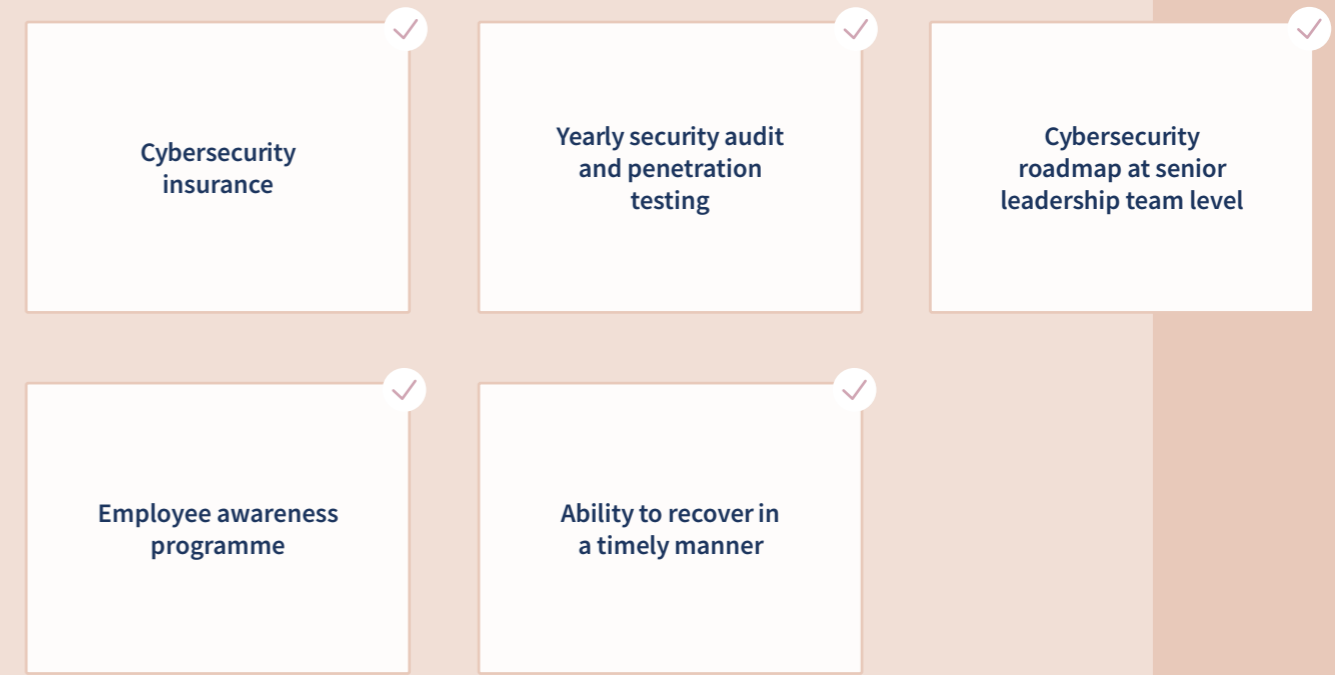 Cybersecurity
insurance
Yearly security audit
and penetration
testing
Cybersecurity
roadmap at senior
leadership team level
Employee awareness
programme
Ability to recover in
a timely manner